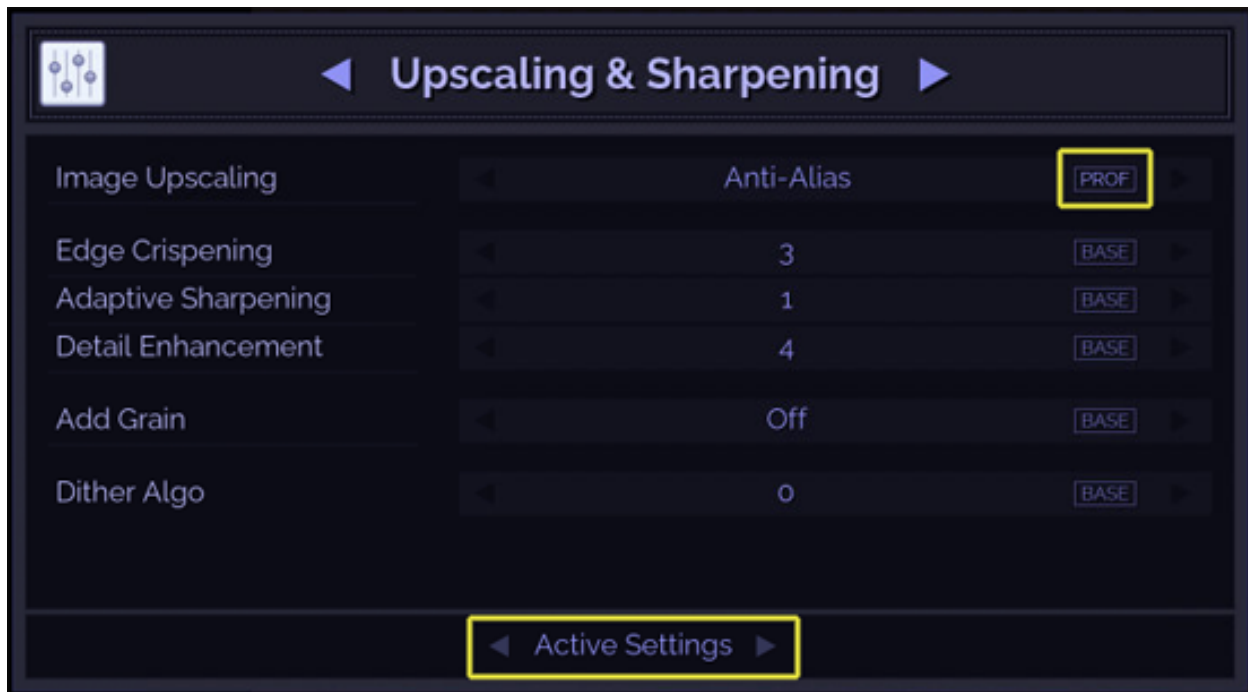 Upscaling & Sharpening
Image Upscaling Anti-Alias PROF
Edge Crispening 3 BASE
Adaptive Sharpening 1 BASE
Detail Enhancement 4 BASE
Add Grain Off BASE
Dither Algo 0 BASE
Active Settings